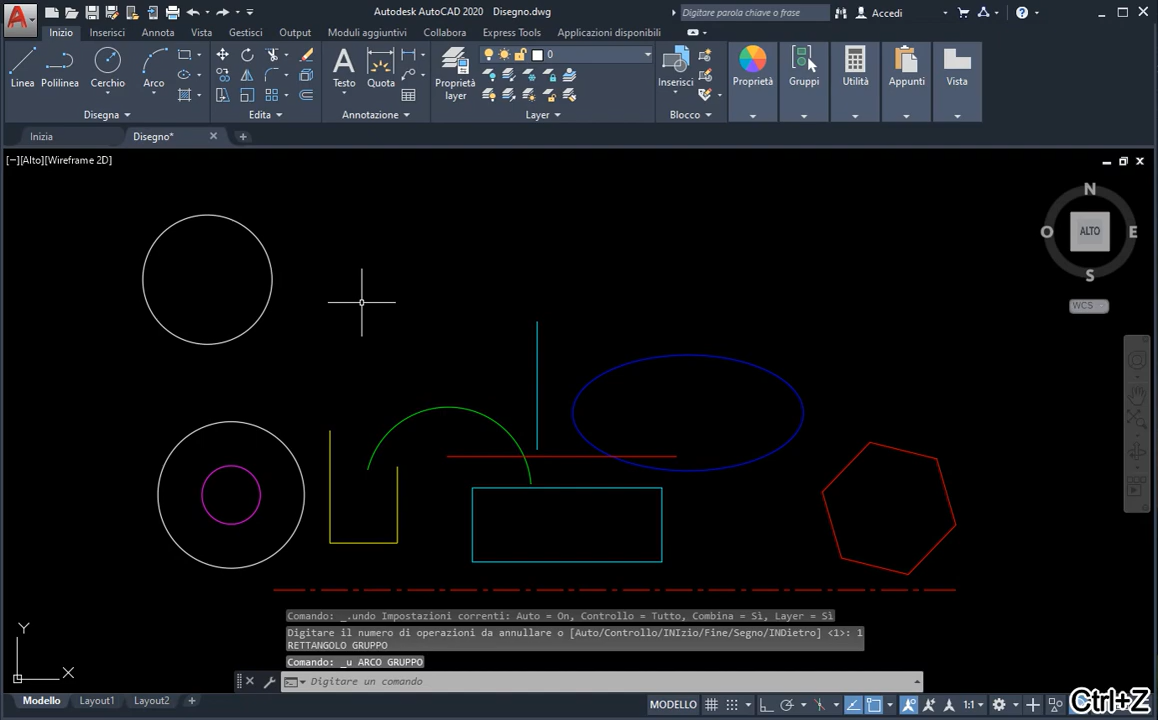 Autodesk AutoCAD 2020 Disegno.dwg
Digitare parola chiave o frase
Accedi
Inizio Inserisci Annota Vista Gestisci Output Moduli aggiuntivi Collabora Express Tools Applicazioni disponibili
0
Linea Polilinea Cerchio Arco Testo Quota Proprietà layer Inserisci Proprietà Gruppi Utilità Appunti Vista
Disegna Edita Annotazione Layer Blocco
Inizia Disegno*
[−][Alto][Wireframe 2D]
N
O ALTO E
S
WCS
Comando: _.undo Impostazioni correnti: Auto = On, Controllo = Tutto, Combina = Sì, Layer = Sì
Digitare il numero di operazioni da annullare o [Auto/Controllo/INIzio/Fine/Segno/INDietro] <1>: 1
RETTANGOLO GRUPPO
Comando: _u ARCO GRUPPO
Y
X
Digitare un comando
Modello Layout1 Layout2
MODELLO 1:1
Ctrl+Z